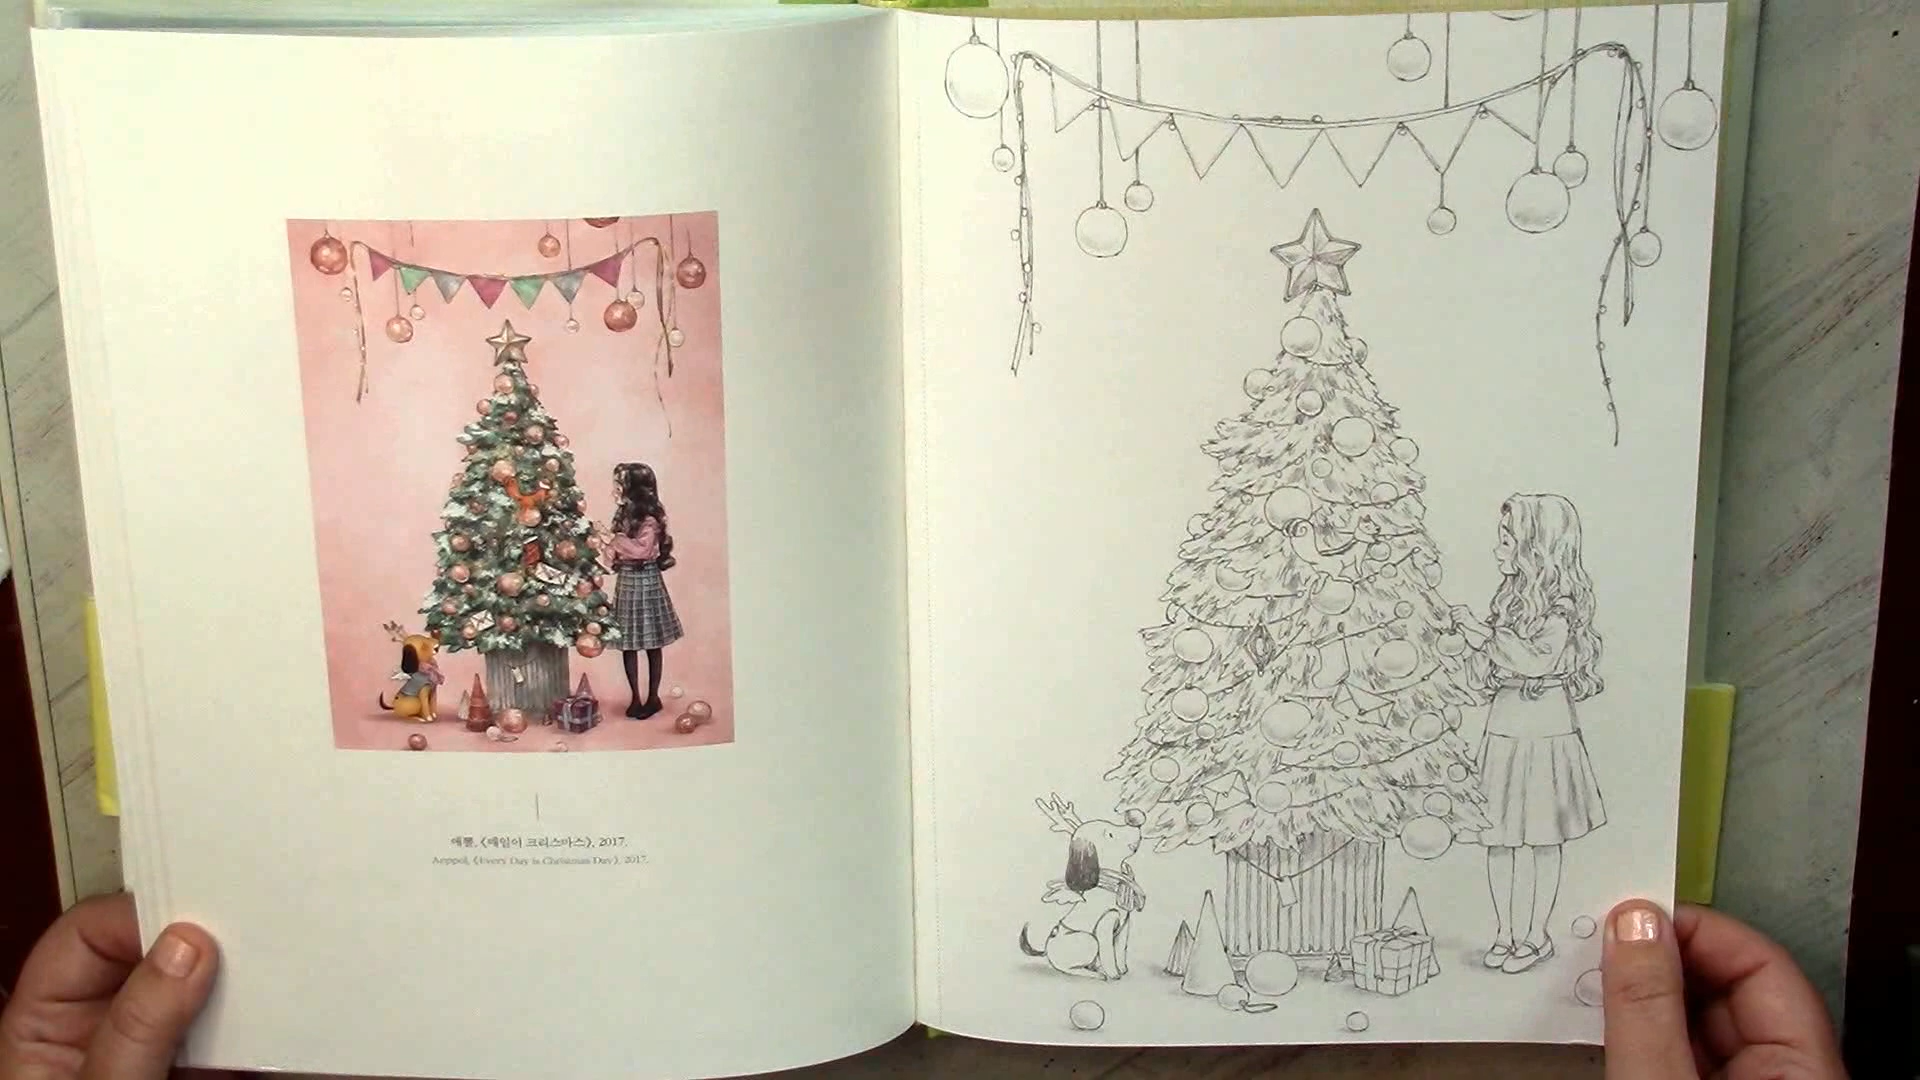 애뽈, 《매일이 크리스마스》, 2017.
Aeppol, 《Every Day is Christmas Day》, 2017.